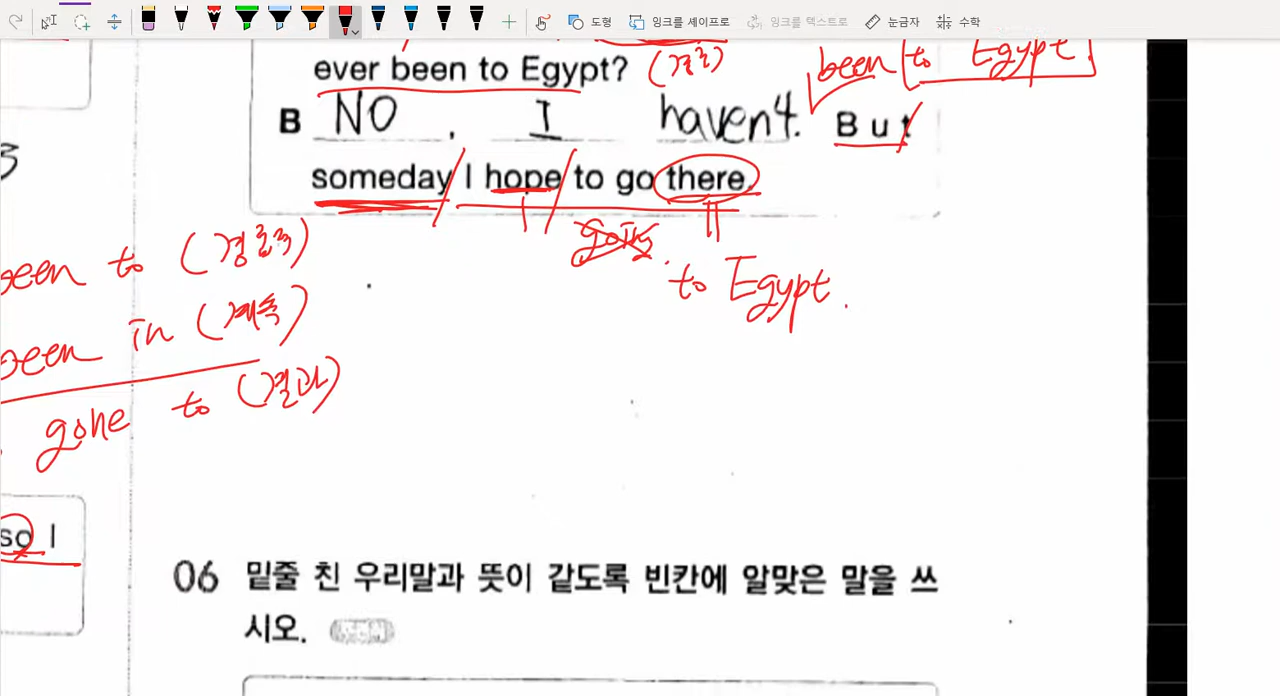 도형 잉크를 셰이프로 잉크를 텍스트로 눈금자 수학
ever been to Egypt? (경험) been to Egypt.
B NO , I haven't. But
someday I hope to go there.
going
to Egypt.
been to (경험)
been in (계속)
gone to (결과)
so I
06 밑줄 친 우리말과 뜻이 같도록 빈칸에 알맞은 말을 쓰
시오.